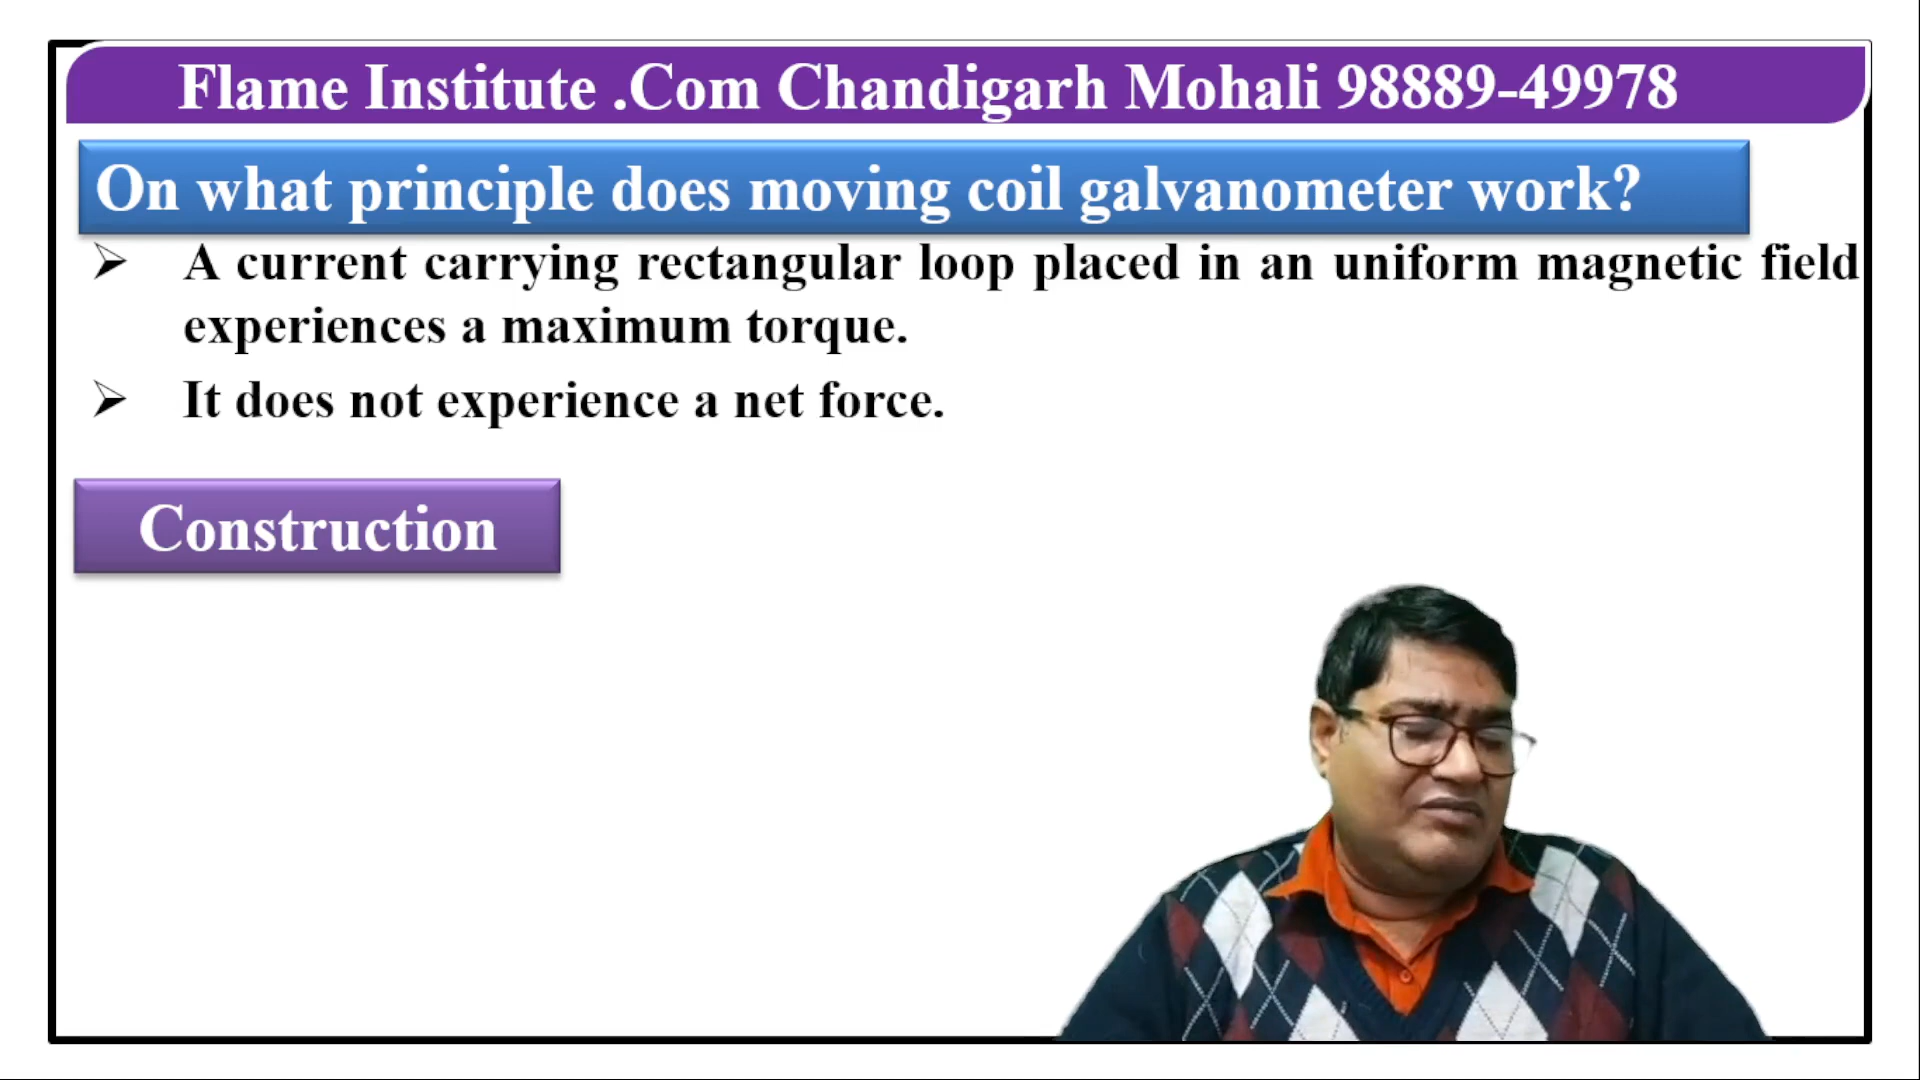 Flame Institute .Com Chandigarh Mohali 98889-49978
On what principle does moving coil galvanometer work?
➢ A current carrying rectangular loop placed in an uniform magnetic field
experiences a maximum torque.
➢ It does not experience a net force.
Construction